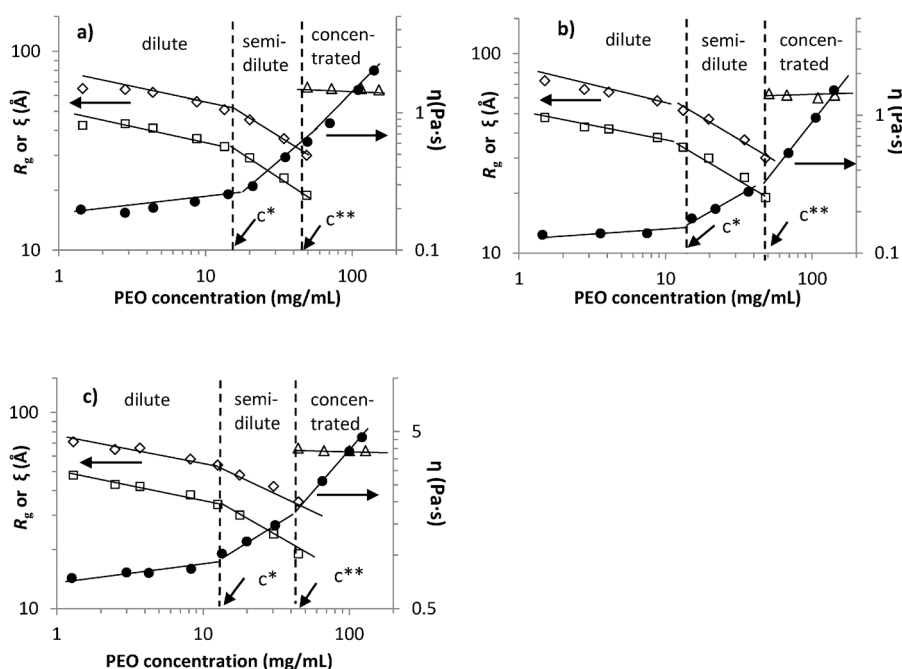 a)
dilute
semi-
dilute
concen-
trated
100
10
Rg or ξ (Å)
1
0.1
η(Pa·s)
c*
c**
1
10
100
PEO concentration (mg/mL)
b)
dilute
semi-
dilute
concen-
trated
100
10
Rg or ξ (Å)
1
0.1
η (Pa·s)
c*
c**
1
10
100
PEO concentration (mg/mL)
c)
dilute
semi-
dilute
concen-
trated
100
10
Rg or ξ (Å)
5
0.5
η (Pa·s)
c*
c**
1
10
100
PEO concentration (mg/mL)